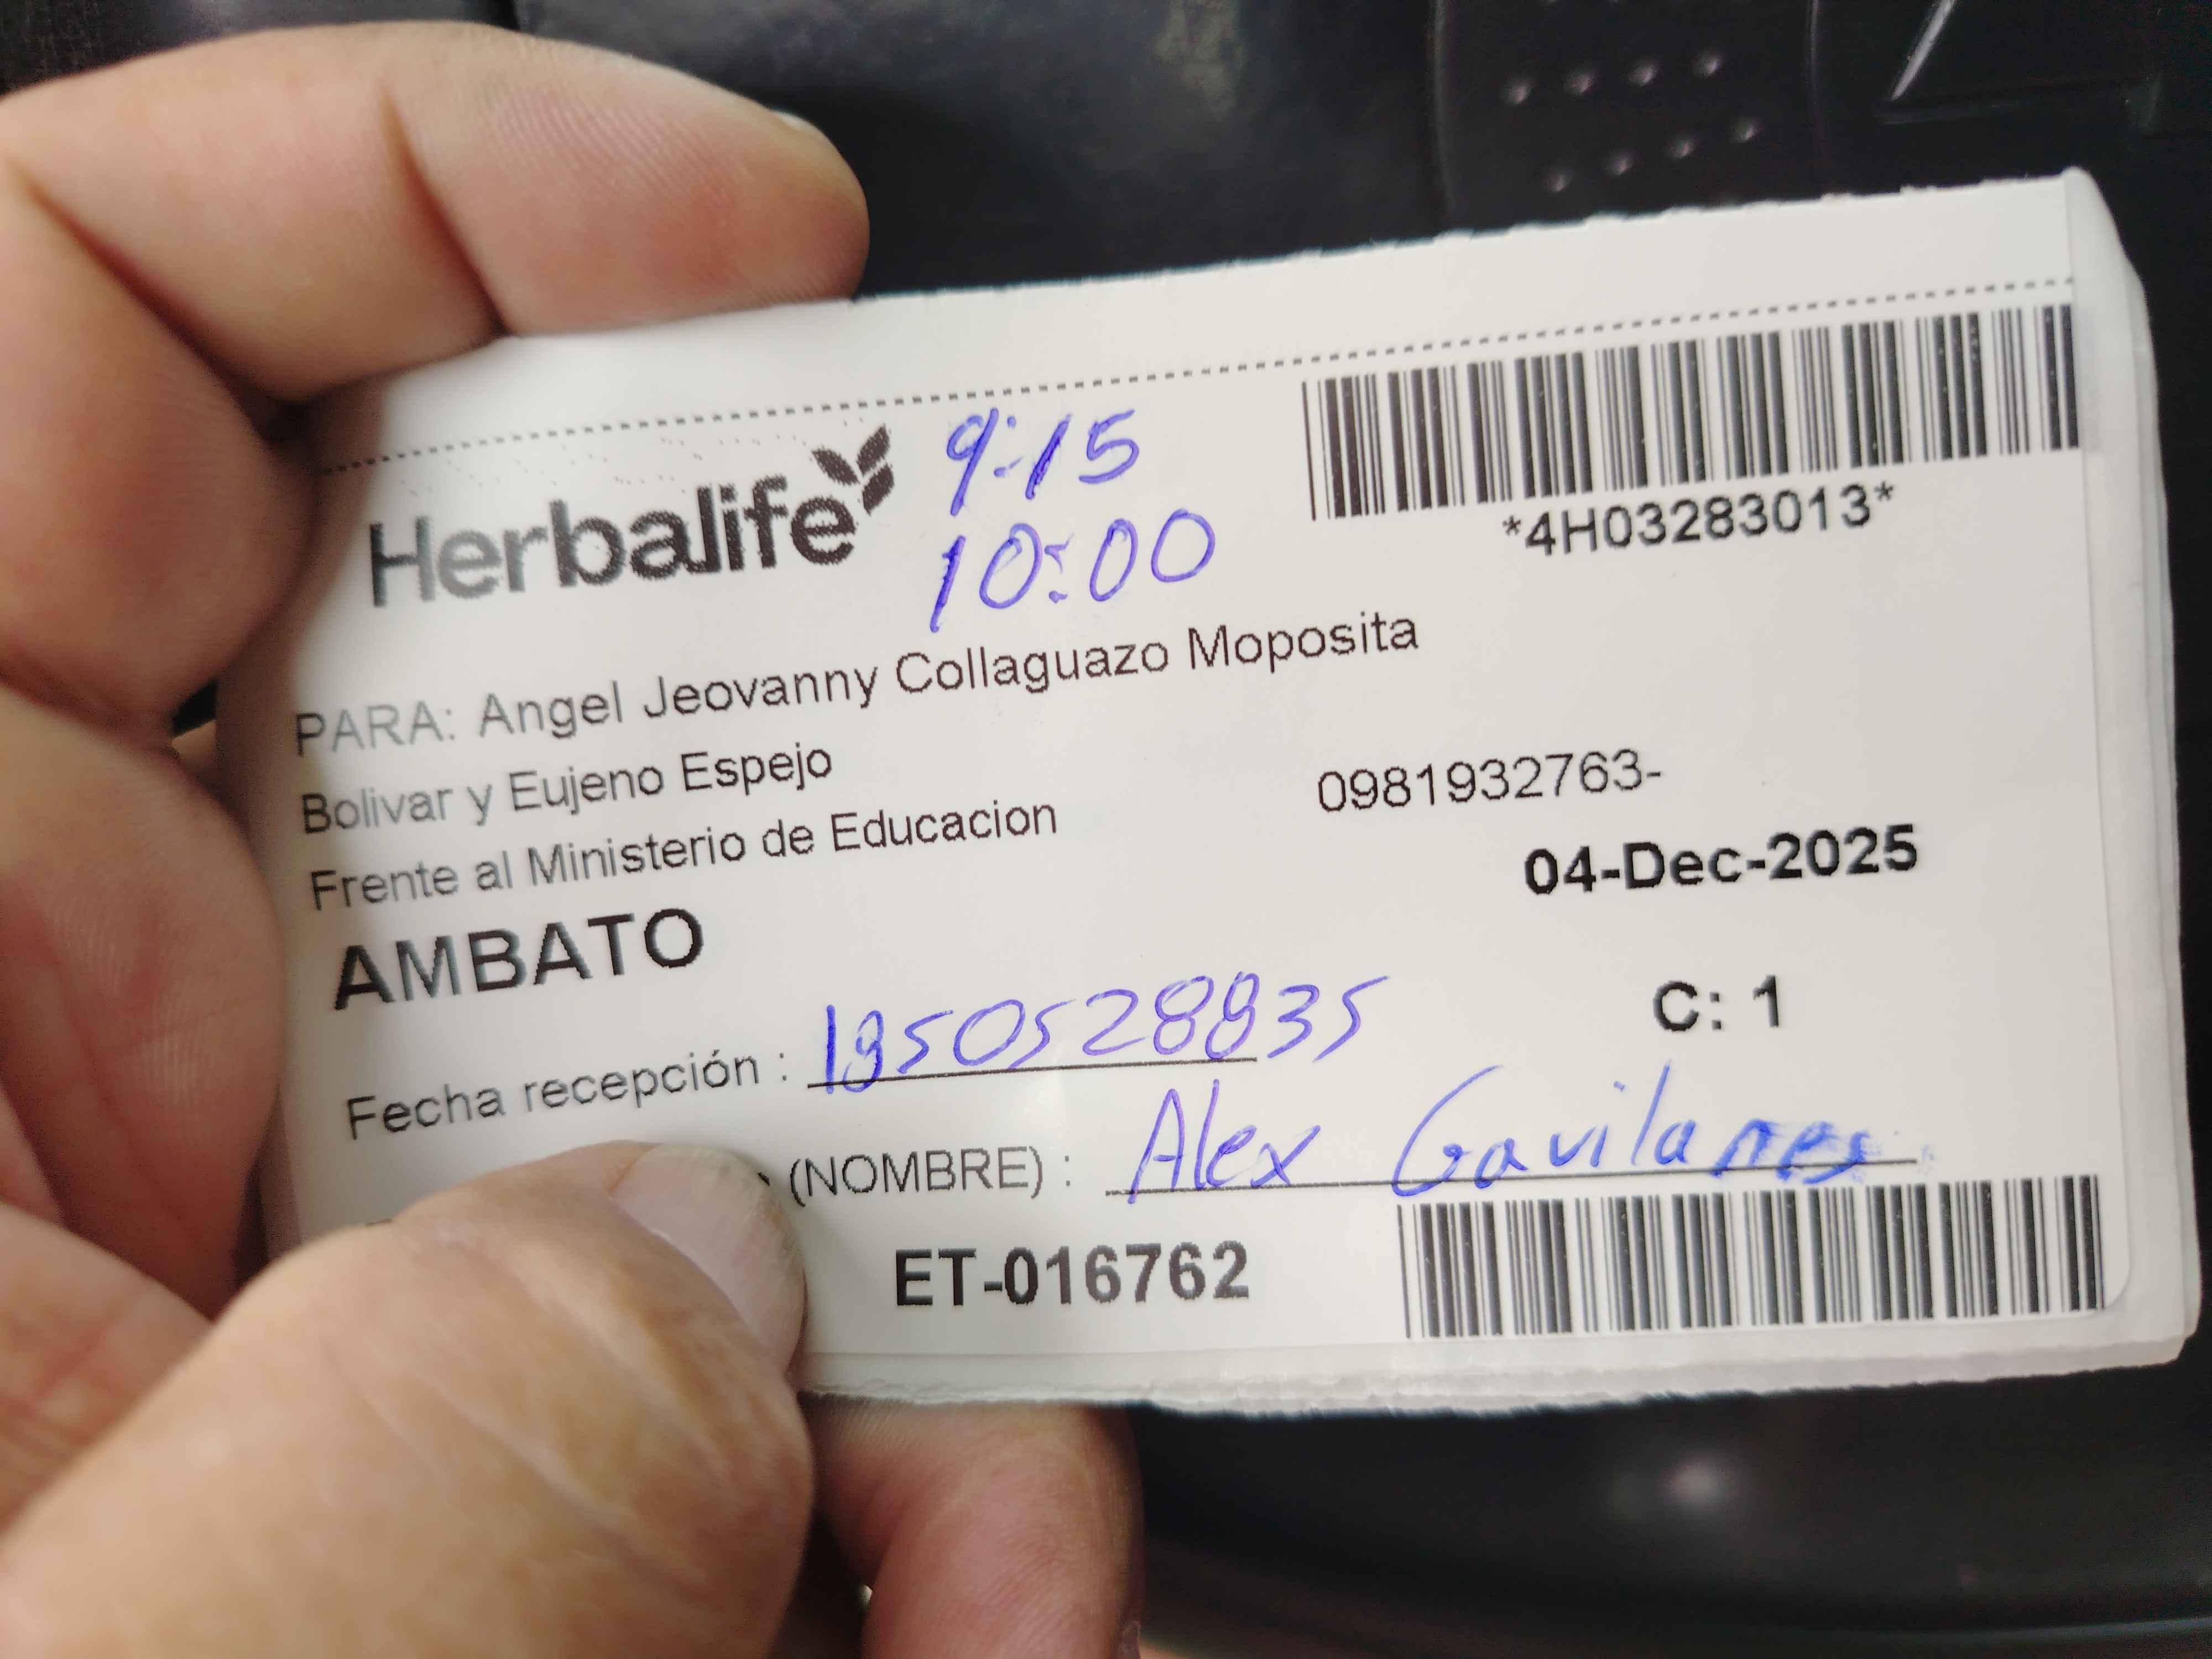 Herbalife
9:15
10:00
*4H03283013*
PARA: Angel Jeovanny Collaguazo Moposita
Bolivar y Eujeno Espejo
0981932763-
Frente al Ministerio de Educacion
04-Dec-2025
AMBATO
C: 1
Fecha recepción : 1850528835
(NOMBRE) : Alex Gavilanes
ET-016762